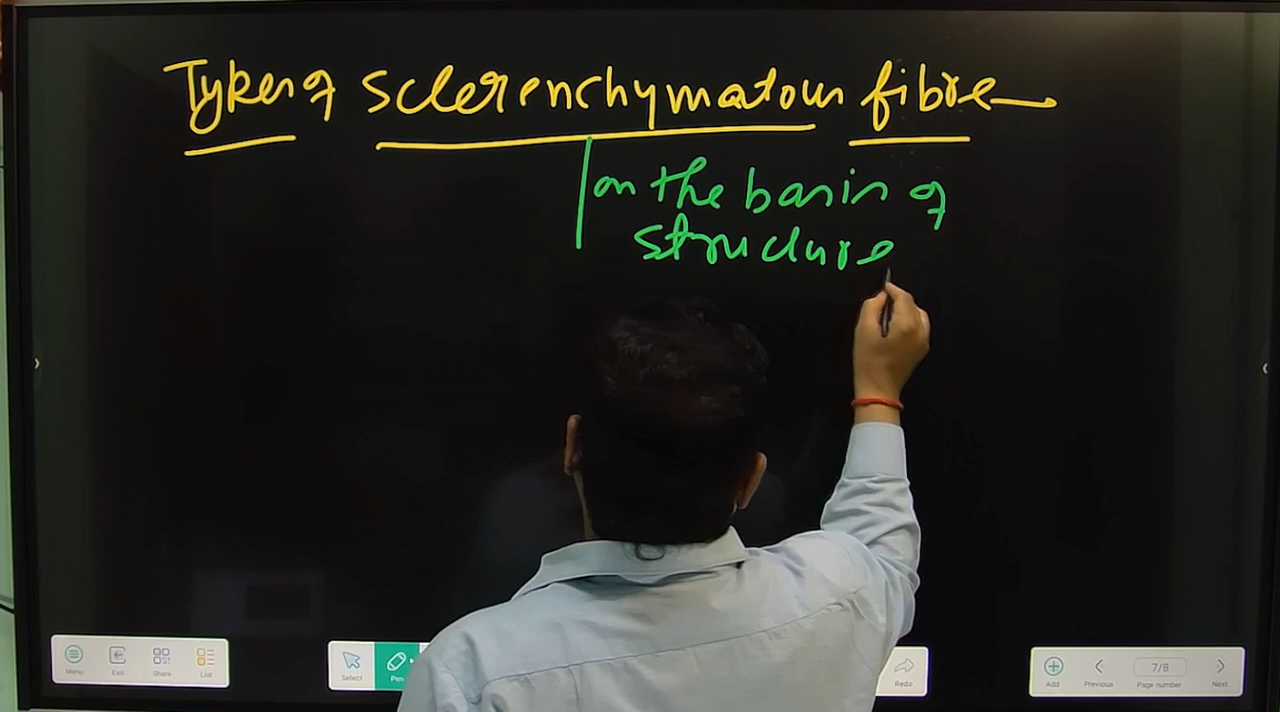 Types of sclerenchymatous fibre
on the basis of
structure
Menu
Exit
Share
List
Select
Pen
Redo
Add
Previous
7/8
Page number
Next